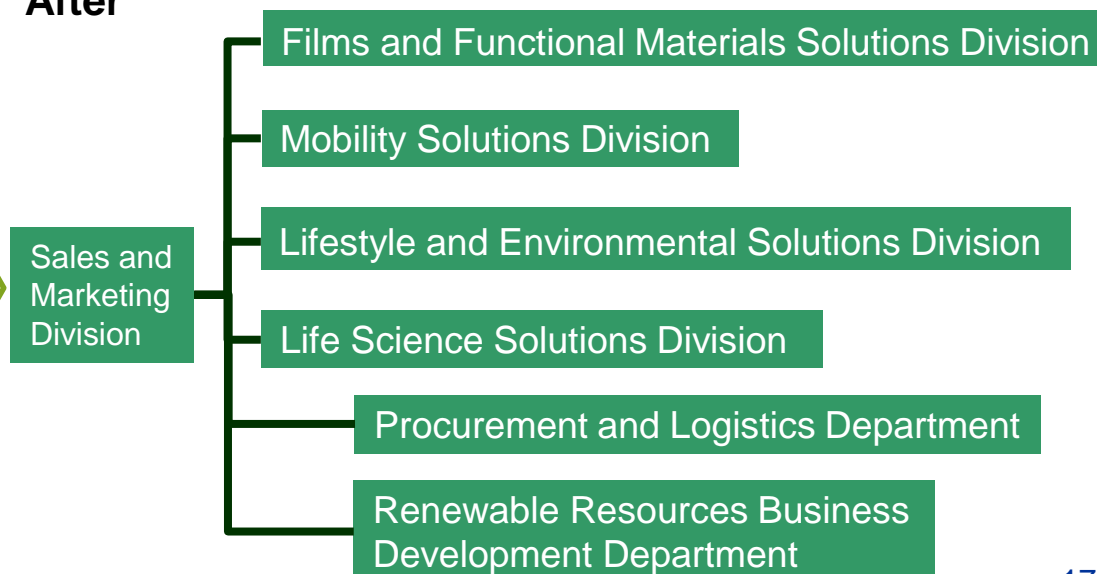 After
Films and Functional Materials Solutions Division
Mobility Solutions Division
Lifestyle and Environmental Solutions Division
Sales and
Marketing
Division
Life Science Solutions Division
Procurement and Logistics Department
Renewable Resources Business
Development Department
17